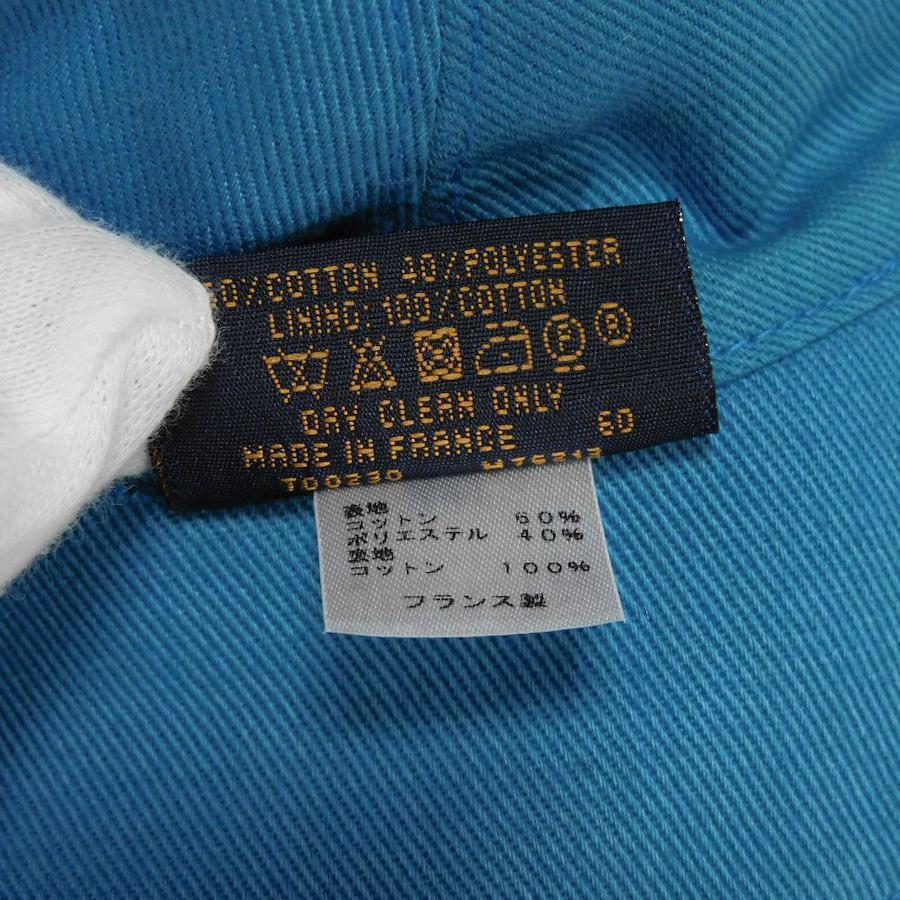 0%COTTON 40%POLYESTER
LINING: 100%COTTON
P R
DRY CLEAN ONLY
MADE IN FRANCE 60
T00230
表地
コットン 60%
ポリエステル 40%
裏地
コットン 100%
フランス製